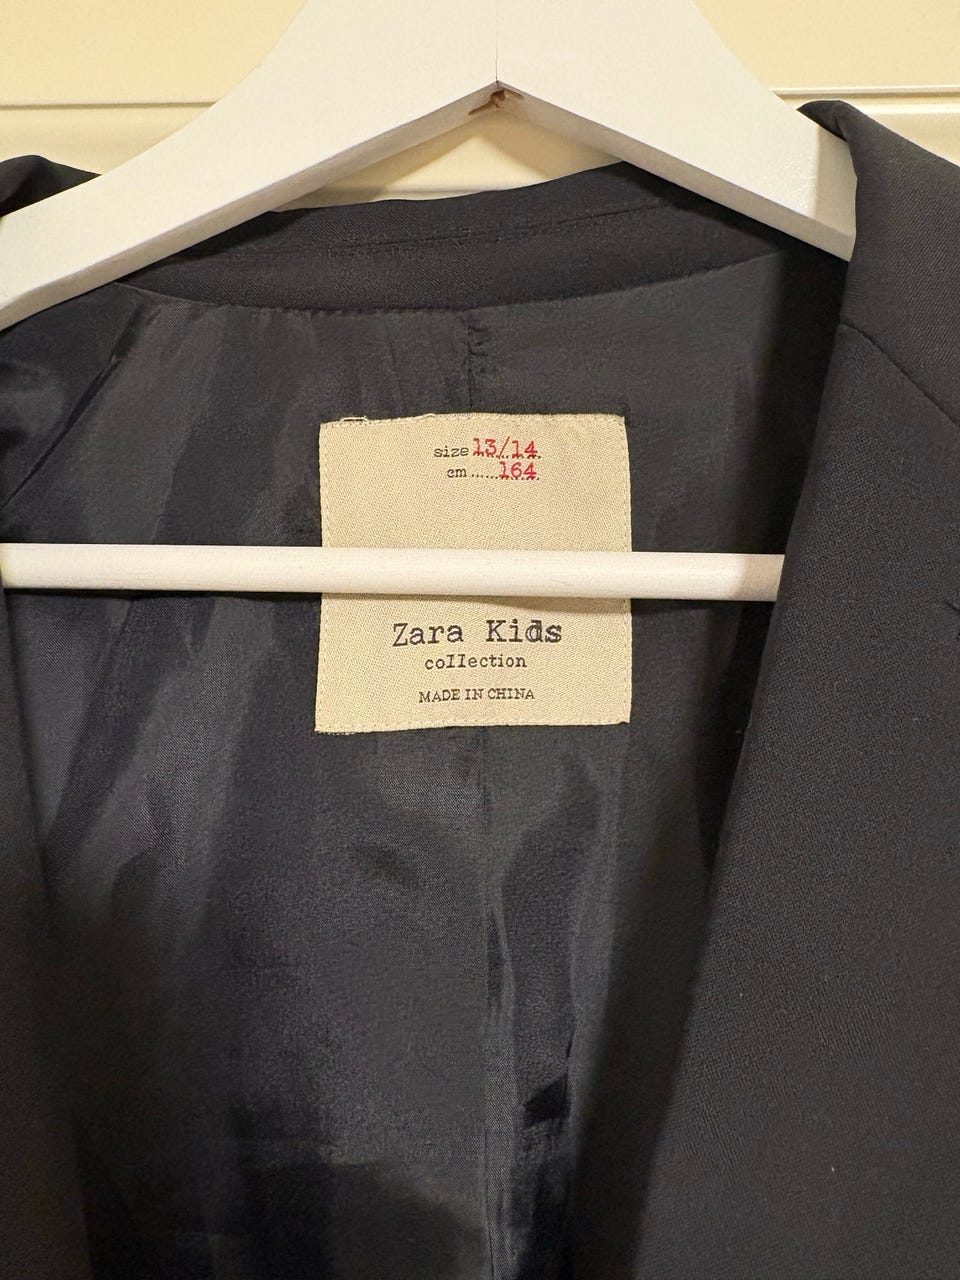 size 13/14
cm ...... 164
Zara Kids
collection
MADE IN CHINA